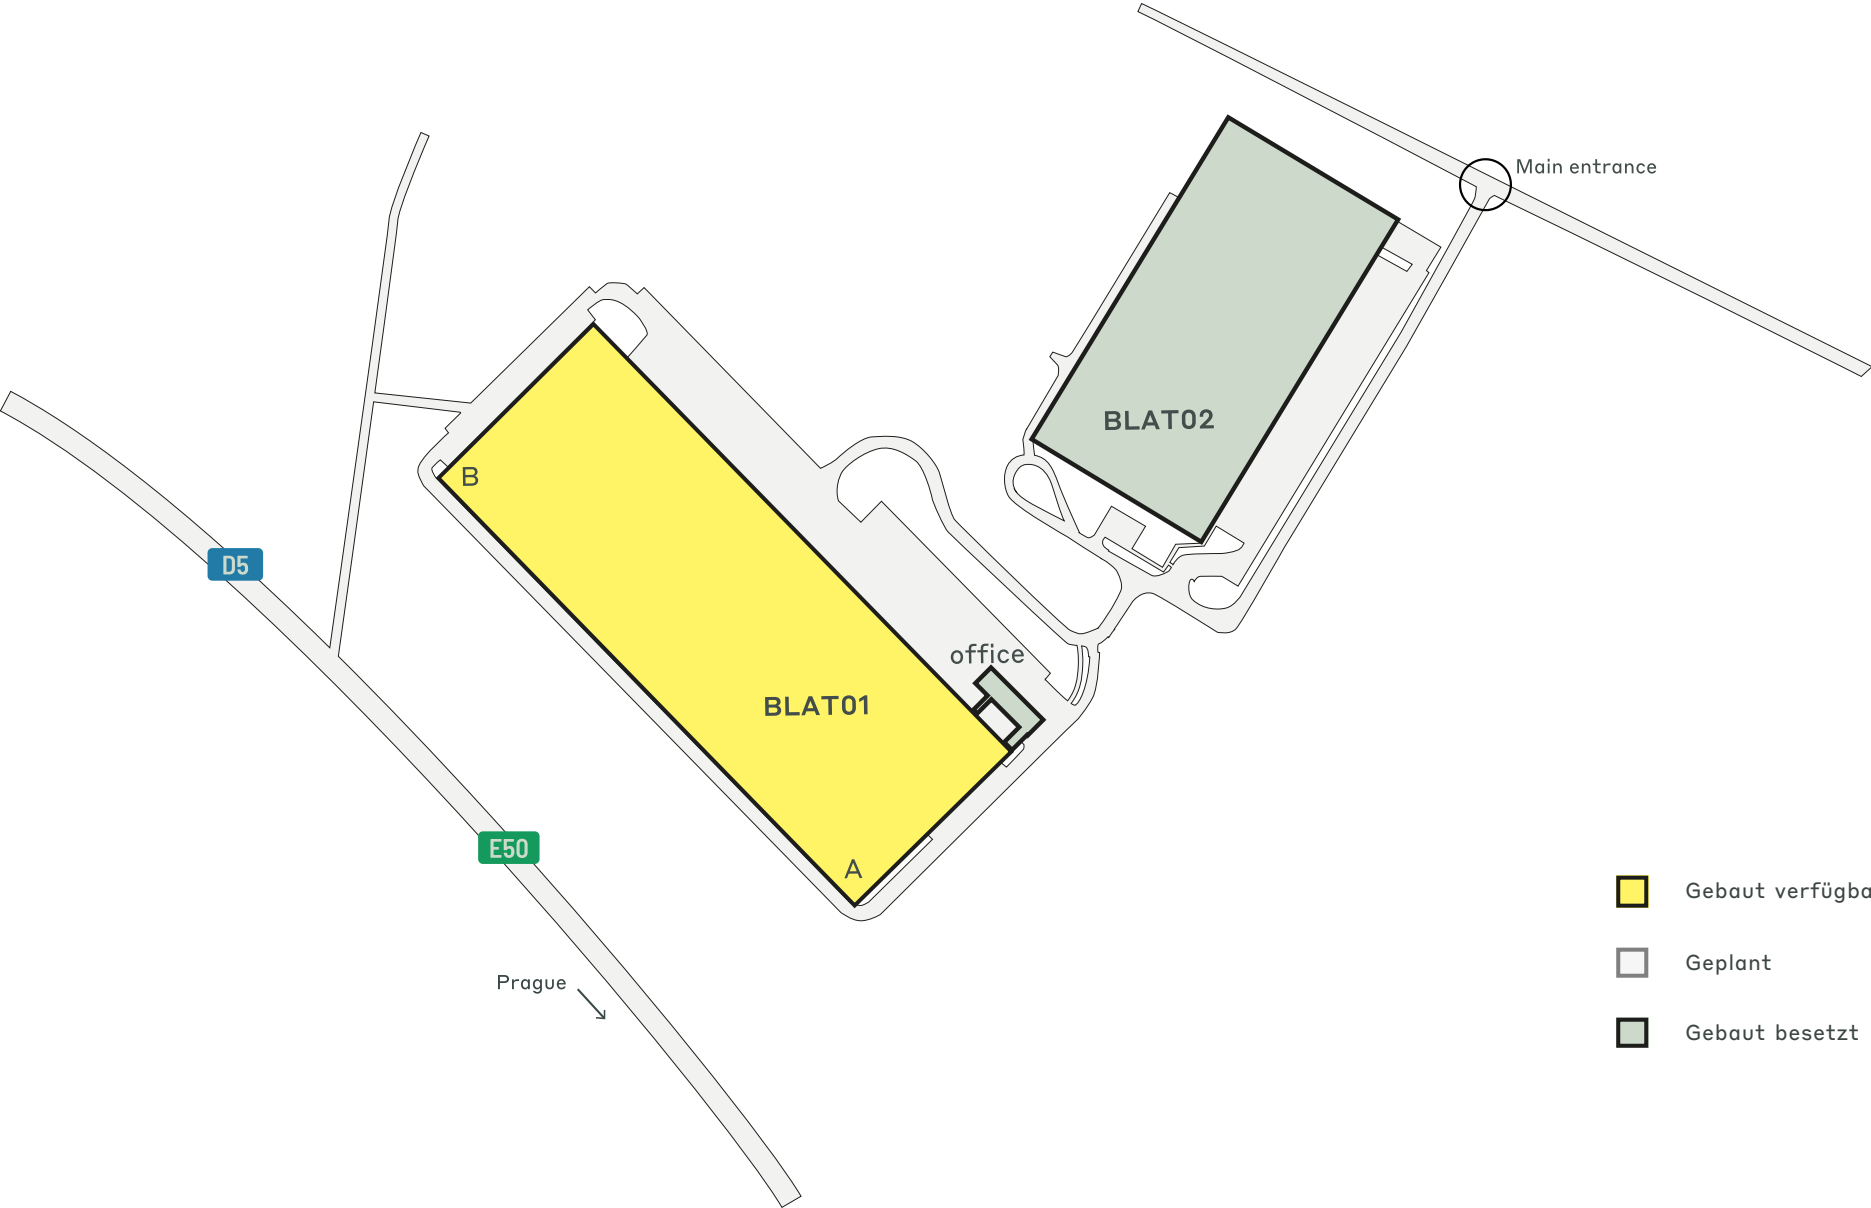 Main entrance
BLAT02
B
D5
office
BLAT01
E50
A
Gebaut verfügba
Prague
Geplant
Gebaut besetzt